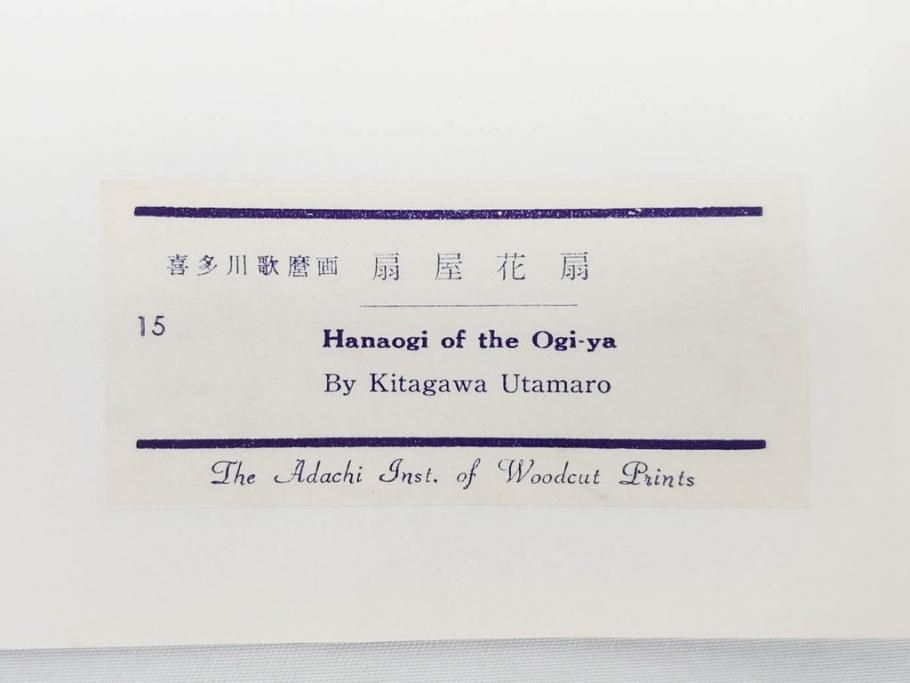 喜多川歌麿画 扇屋花扇
15
Hanaogi of the Ogi-ya
By Kitagawa Utamaro
The Adachi Inst. of Woodcut Prints